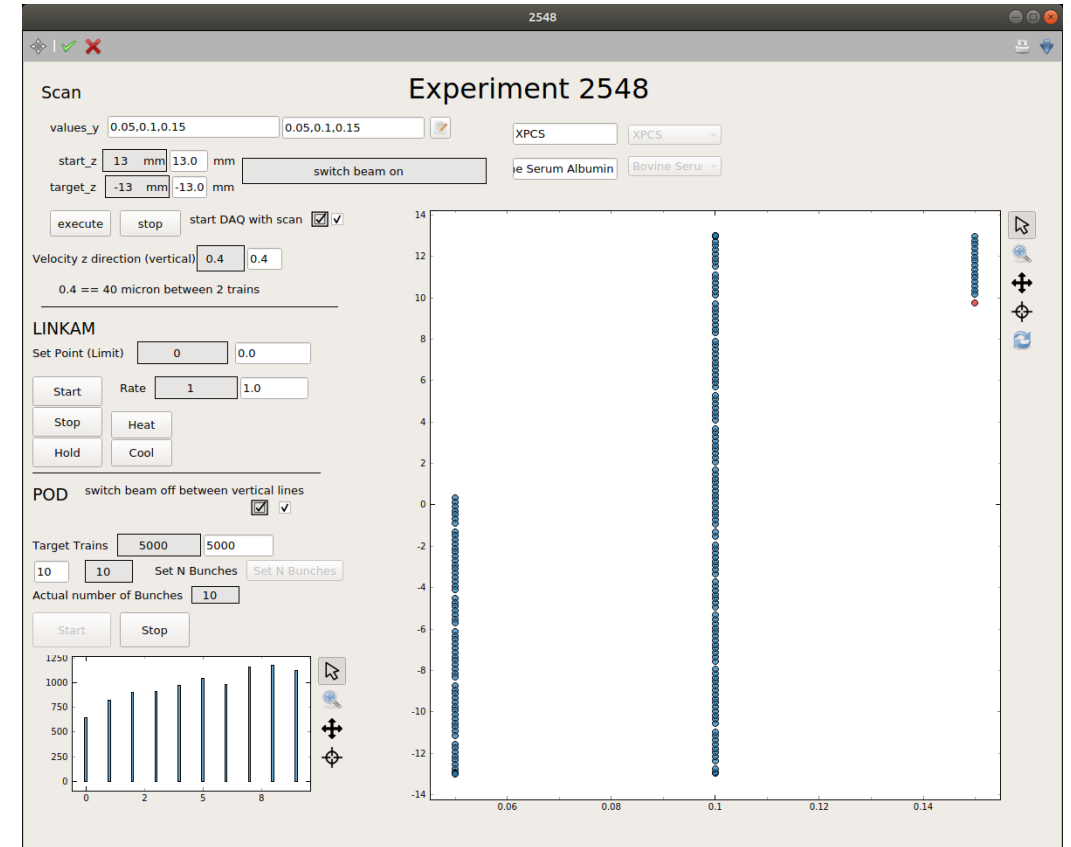 2548
Experiment 2548
Scan
values_y 0.05,0.1,0.15 0.05,0.1,0.15
XPCS XPCS
start_z 13 mm 13.0 mm
switch beam on
e Serum Albumin Bovine Seru
target_z -13 mm -13.0 mm
execute stop start DAQ with scan
Velocity z direction (vertical) 0.4 0.4
0.4 == 40 micron between 2 trains
LINKAM
Set Point (Limit) 0 0.0
Start Rate 1 1.0
Stop Heat
Hold Cool
POD switch beam off between vertical lines
Target Trains 5000 5000
10 10 Set N Bunches Set N Bunches
Actual number of Bunches 10
Start Stop
1250
1000
750
500
250
0
0 2 5 8
14
12
10
8
6
4
2
0
-2
-4
-6
-8
-10
-12
-14
0.06 0.08 0.1 0.12 0.14